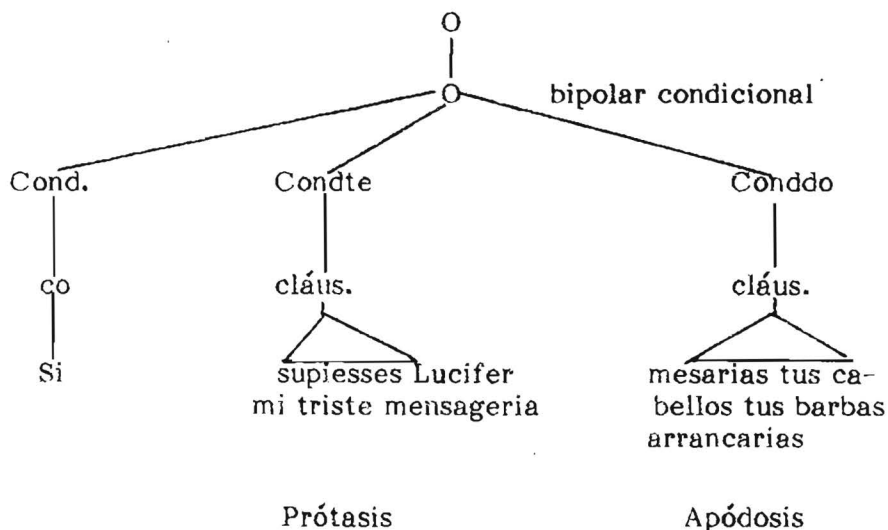 O
O bipolar condicional
Cond. Condte Conddo
co cláus. cláus.
Si supiesses Lucifer mesarias tus ca-
mi triste mensageria bellos tus barbas
arrancarias
Prótasis Apódosis